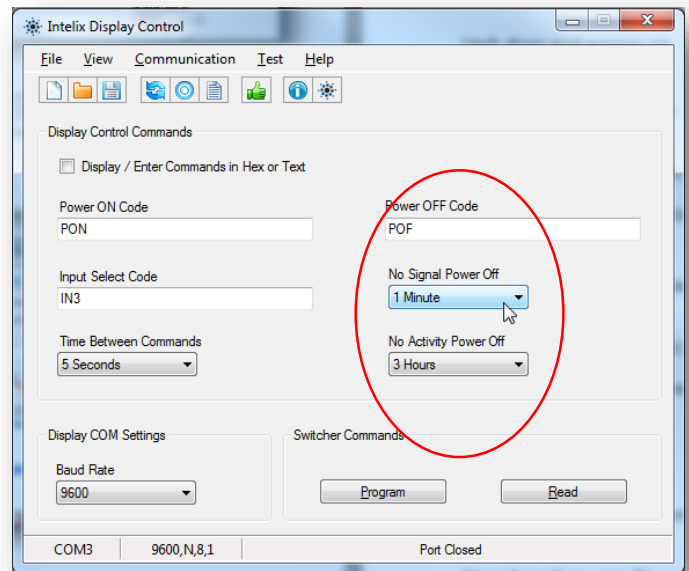 Intelix Display Control
File View Communication Test Help
Display Control Commands
Display / Enter Commands in Hex or Text
Power ON Code Power OFF Code
PON POF
Input Select Code No Signal Power Off
IN3 1 Minute
Time Between Commands No Activity Power Off
5 Seconds 3 Hours
Display COM Settings Switcher Commands
Baud Rate
9600 Program Read
COM3 9600,N,8,1 Port Closed